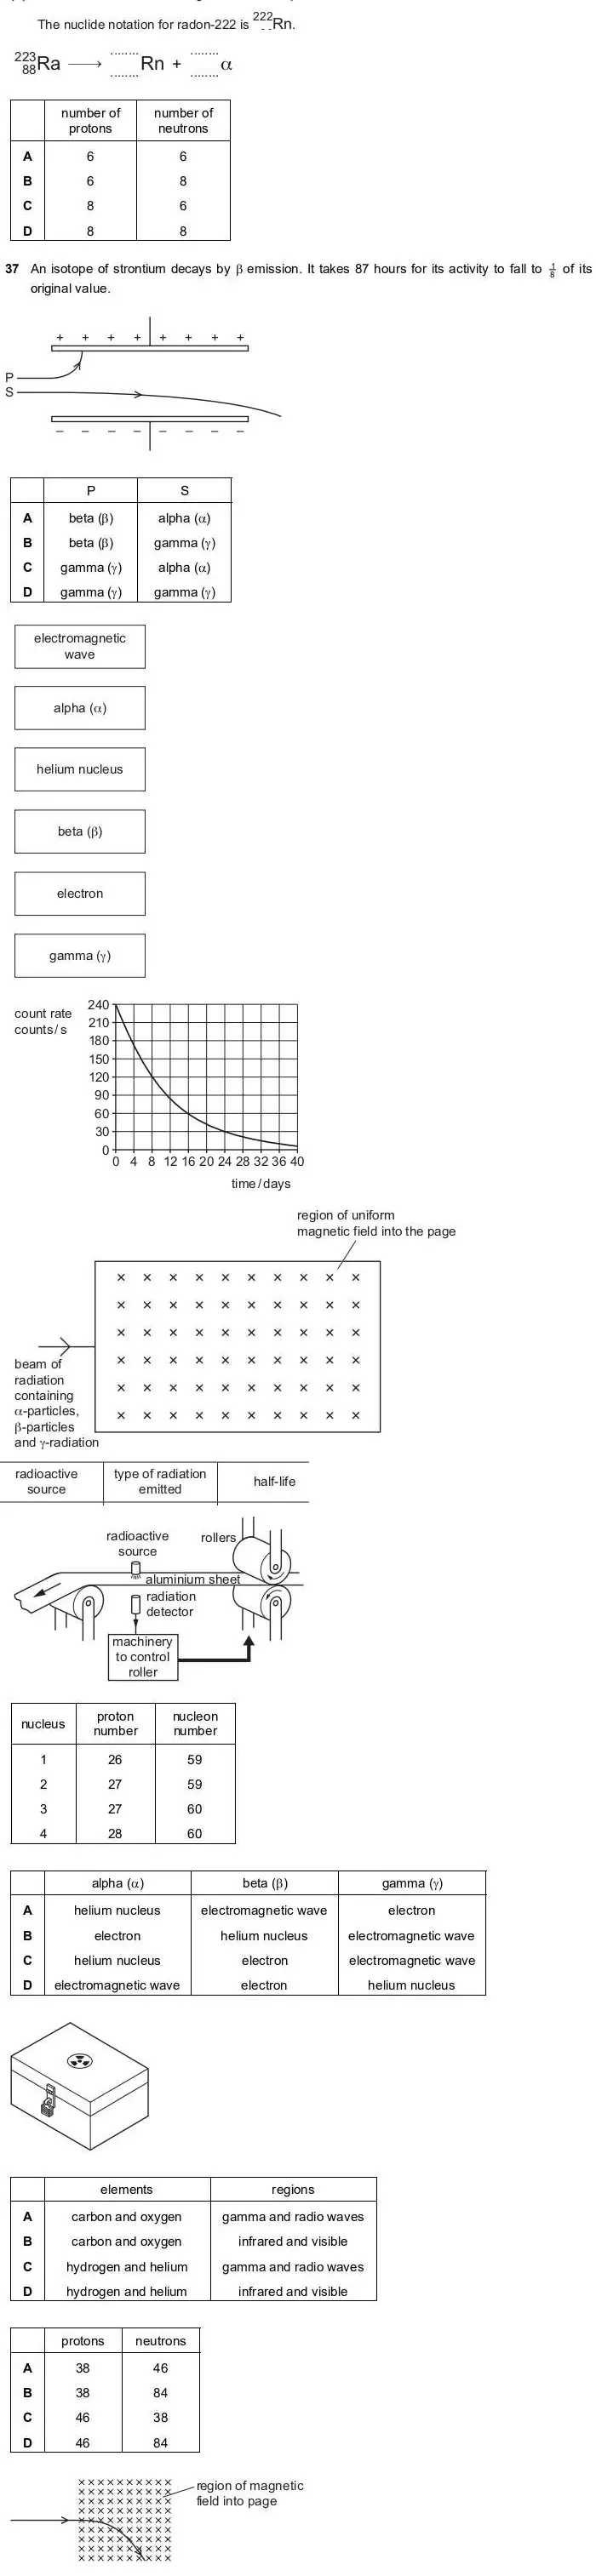 The nuclide notation for radon-222 is 222 Rn.
223
88 Ra ⟶ ........ Rn + ........ α
........ ........
number of protons number of neutrons
A 6 6
B 6 8
C 8 6
D 8 8
37 An isotope of strontium decays by β emission. It takes 87 hours for its activity to fall to 1/8 of its
original value.
+ + + + + + + +
P
S
– – – – – – – –
P S
A beta (β) alpha (α)
B beta (β) gamma (γ)
C gamma (γ) alpha (α)
D gamma (γ) gamma (γ)
electromagnetic
wave
alpha (α)
helium nucleus
beta (β)
electron
gamma (γ)
count rate
counts/s
240
210
180
150
120
90
60
30
0
0 4 8 12 16 20 24 28 32 36 40
time/days
region of uniform
magnetic field into the page
× × × × × × × × × ×
× × × × × × × × × ×
× × × × × × × × × ×
× × × × × × × × × ×
× × × × × × × × × ×
× × × × × × × × × ×
beam of
radiation
containing
α-particles,
β-particles
and γ-radiation
radioactive source type of radiation emitted half-life
radioactive
source
rollers
aluminium sheet
radiation
detector
machinery
to control
roller
nucleus proton number nucleon number
1 26 59
2 27 59
3 27 60
4 28 60
alpha (α) beta (β) gamma (γ)
A helium nucleus electromagnetic wave electron
B electron helium nucleus electromagnetic wave
C helium nucleus electron electromagnetic wave
D electromagnetic wave electron helium nucleus
elements regions
A carbon and oxygen gamma and radio waves
B carbon and oxygen infrared and visible
C hydrogen and helium gamma and radio waves
D hydrogen and helium infrared and visible
protons neutrons
A 38 46
B 38 84
C 46 38
D 46 84
region of magnetic
field into page